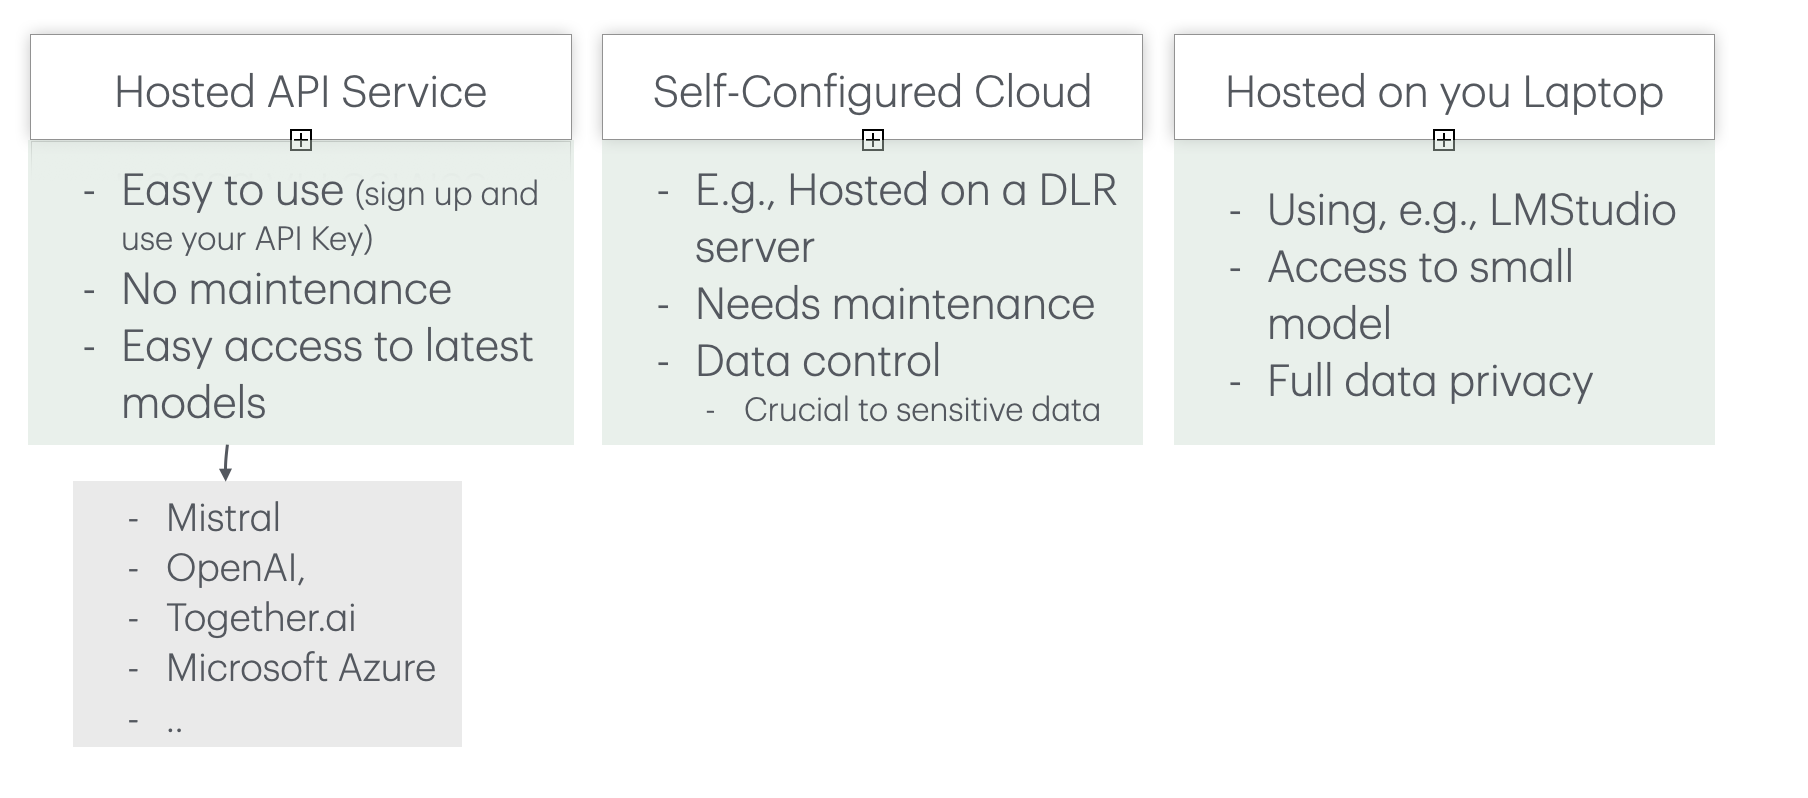 Hosted API Service
- Easy to use (sign up and
use your API Key)
- No maintenance
- Easy access to latest
models
- Mistral
- OpenAI,
- Together.ai
- Microsoft Azure
- ..
Self-Configured Cloud
- E.g., Hosted on a DLR
server
- Needs maintenance
- Data control
- Crucial to sensitive data
Hosted on you Laptop
- Using, e.g., LMStudio
- Access to small
model
- Full data privacy